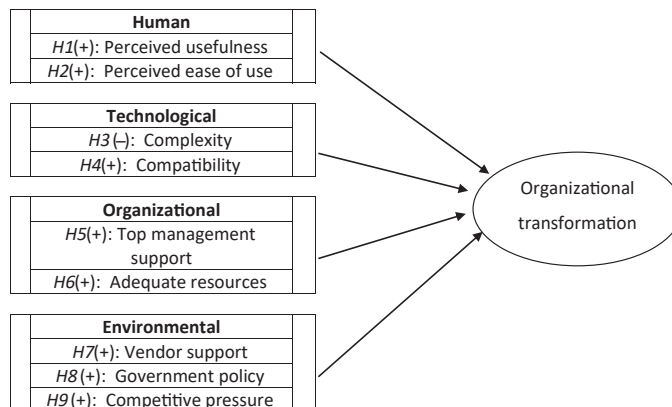 Human
H1(+): Perceived usefulness
H2(+): Perceived ease of use
Technological
H3(–): Complexity
H4(+): Compatibility
Organizational
H5(+): Top management
support
H6(+): Adequate resources
Environmental
H7(+): Vendor support
H8(+): Government policy
H9(+): Competitive pressure
Organizational
transformation